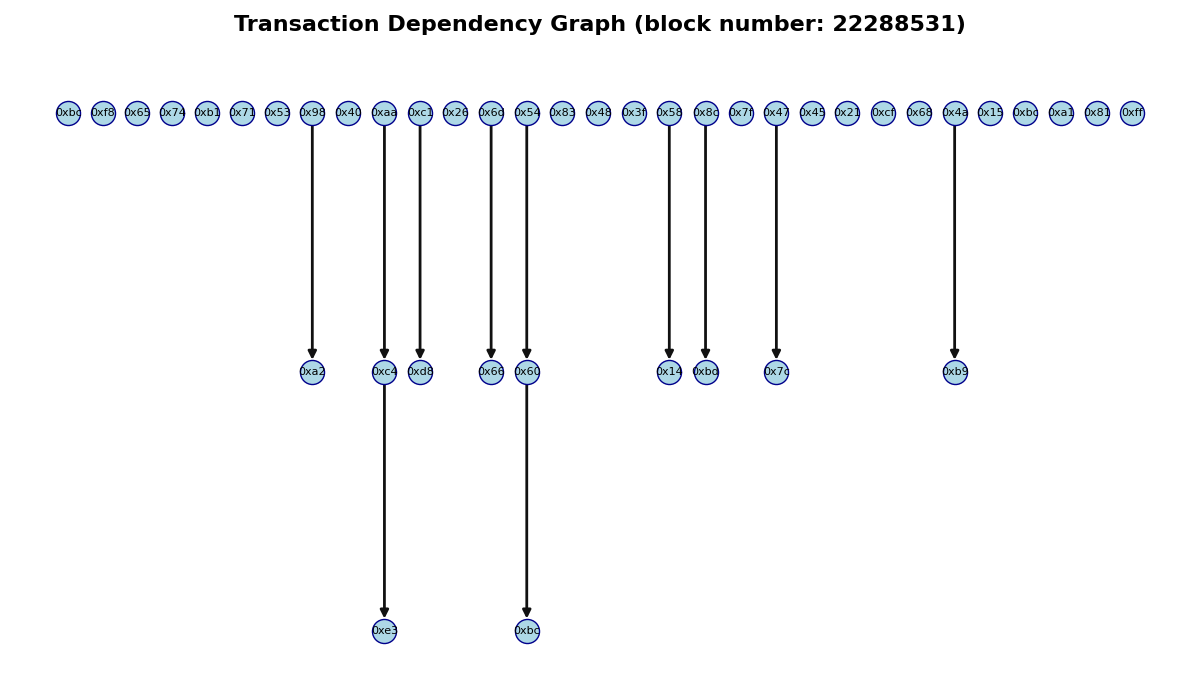 Transaction Dependency Graph (block number: 22288531)
0xbc 0xf8 0x65 0x74 0xb1 0x71 0x53 0x98 0x40 0xaa 0xc1 0x26 0x6d 0x54 0x83 0x48 0x3f 0x58 0x8c 0x7f 0x47 0x45 0x21 0xcf 0x68 0x4a 0x15 0xbc 0xa1 0x81 0xff
0xa2 0xc4 0xd8 0x66 0x60 0x14 0xbd 0x7c 0xb9
0xe3 0xbc